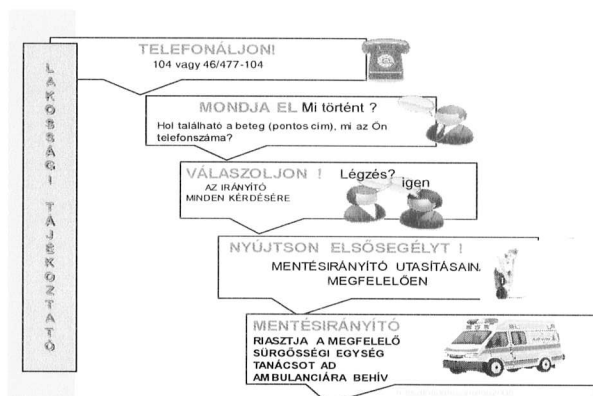 LAKOSSÁGI TÁJÉKOZTATÓ
TELEFONÁLJON!
104 vagy 46/477-104
MONDJA EL Mi történt ?
Hol található a beteg (pontos cím), mi az Ön
telefonszáma?
VÁLASZOLJON !
Légzés?
igen
AZ IRÁNYÍTÓ
MINDEN KÉRDÉSÉRE
NYÚJTSON ELSŐSEGÉLYT !
MENTÉSIRÁNYÍTÓ UTASÍTÁSAIN
MEGFELELŐEN
MENTÉSIRÁNYÍTÓ
RIASZTJA A MEGFELELŐ
SÜRGŐSSÉGI EGYSÉG
TANÁCSOT AD
AMBULANCIÁRA BEHÍV